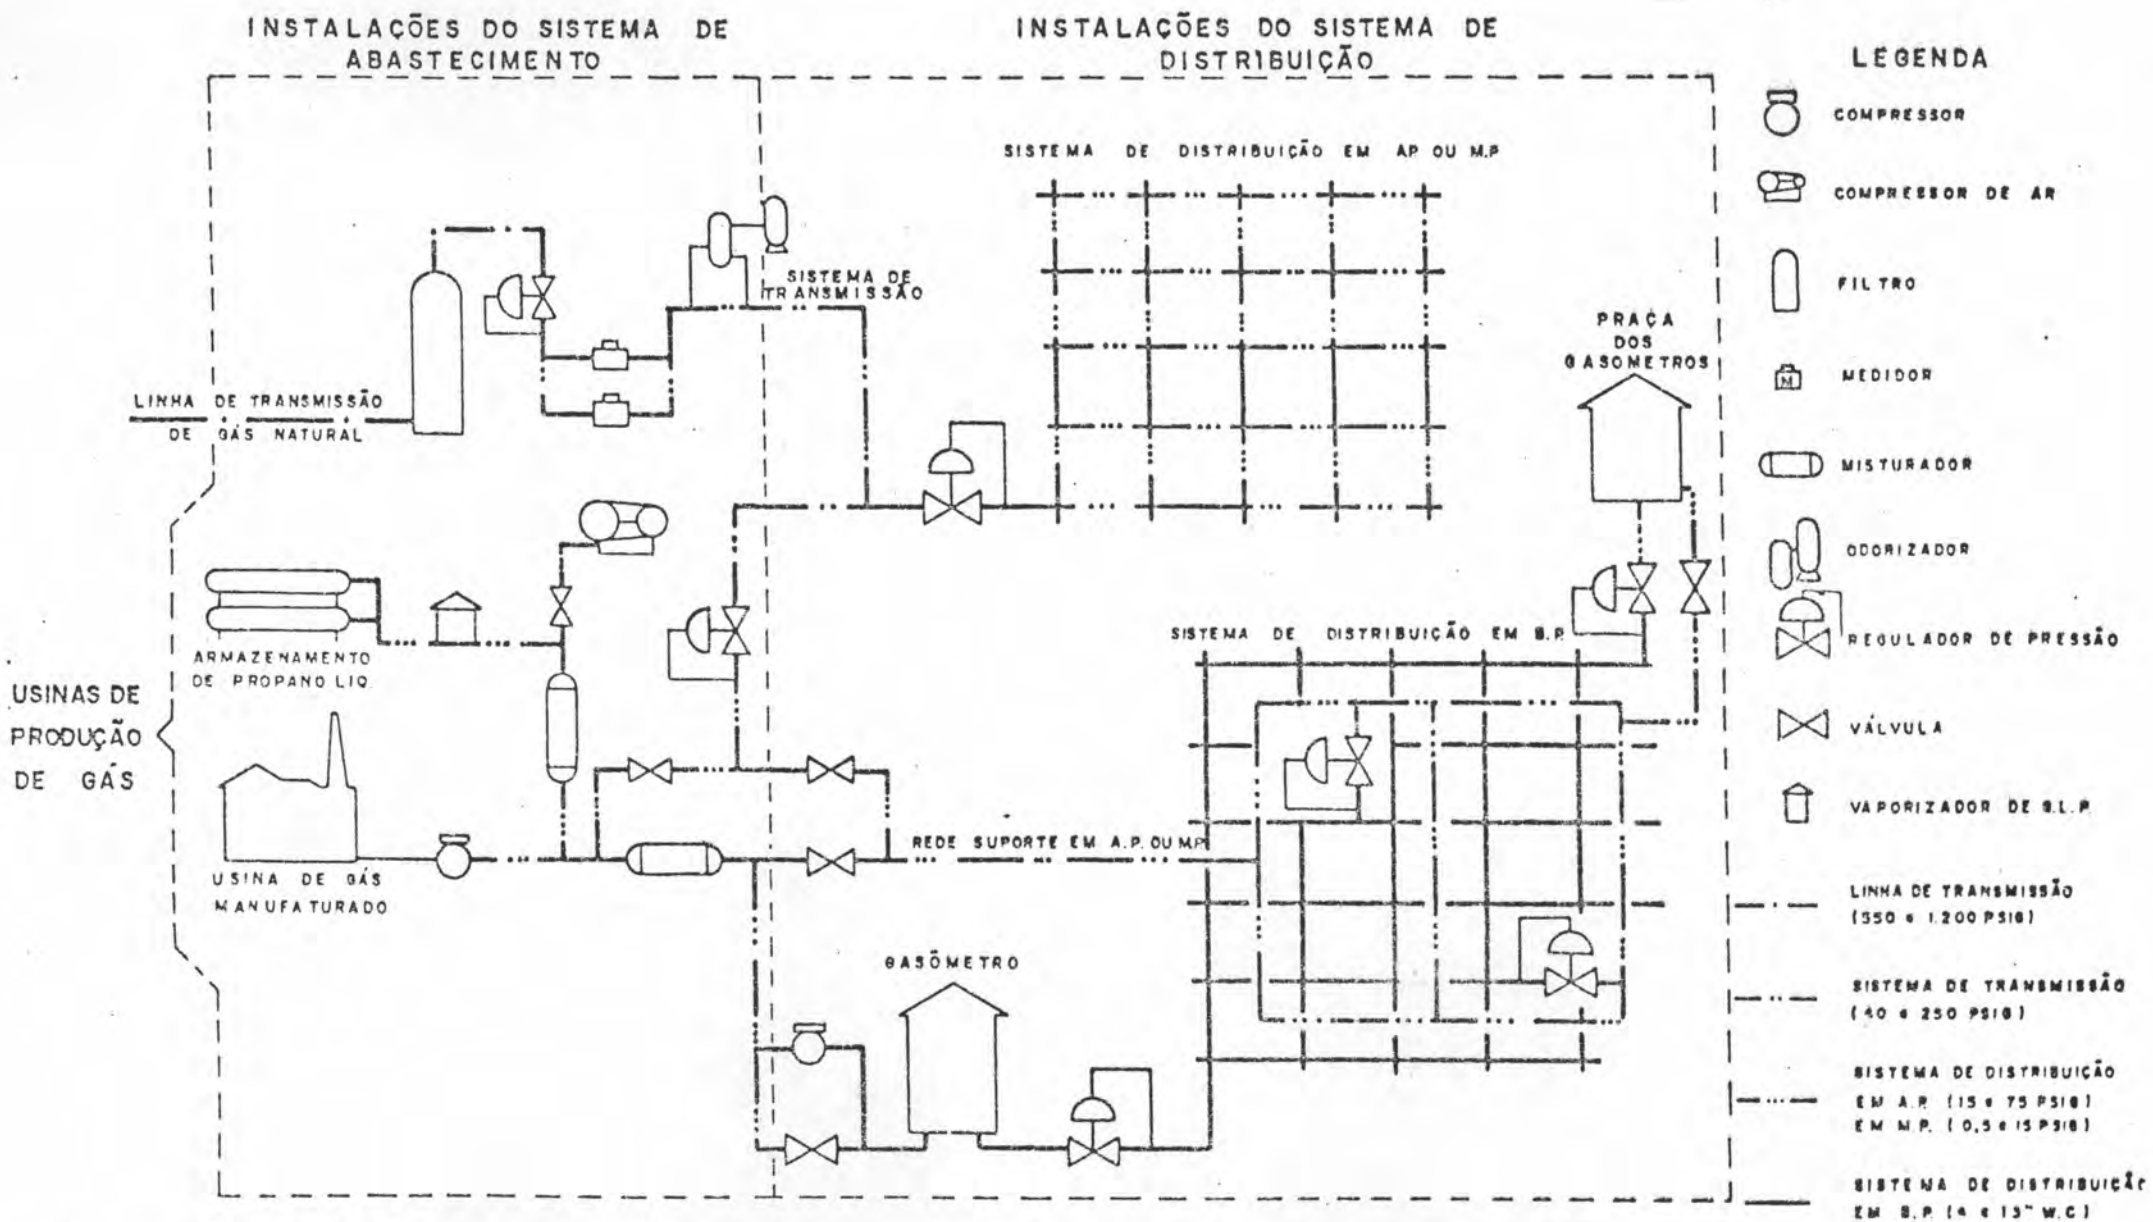 INSTALAÇÕES DO SISTEMA DE
ABASTECIMENTO
INSTALAÇÕES DO SISTEMA DE
DISTRIBUIÇÃO
LEGENDA
COMPRESSOR
COMPRESSOR DE AR
FILTRO
MEDIDOR
M
MISTURADOR
ODORIZADOR
REGULADOR DE PRESSÃO
VÁLVULA
VAPORIZADOR DE G.L.P.
LINHA DE TRANSMISSÃO
(550 a 1.200 PSIG)
SISTEMA DE TRANSMISSÃO
(40 a 250 PSIG)
SISTEMA DE DISTRIBUIÇÃO
EM A.P. (15 a 75 PSIG)
EM M.P. (0,5 a 15 PSIG)
SISTEMA DE DISTRIBUIÇÃO
EM B.P. (4 a 13" W.C)
SISTEMA DE DISTRIBUIÇÃO EM AP OU M.P
SISTEMA DE
TRANSMISSÃO
LINHA DE TRANSMISSÃO
DE GÁS NATURAL
PRAÇA
DOS
GASOMETROS
ARMAZENAMENTO
DE PROPANO LIQ.
USINAS DE
PRODUÇÃO
DE GÁS
USINA DE GÁS
MANUFATURADO
SISTEMA DE DISTRIBUIÇÃO EM B.P.
REDE SUPORTE EM A.P. OU M.P.
GASÔMETRO